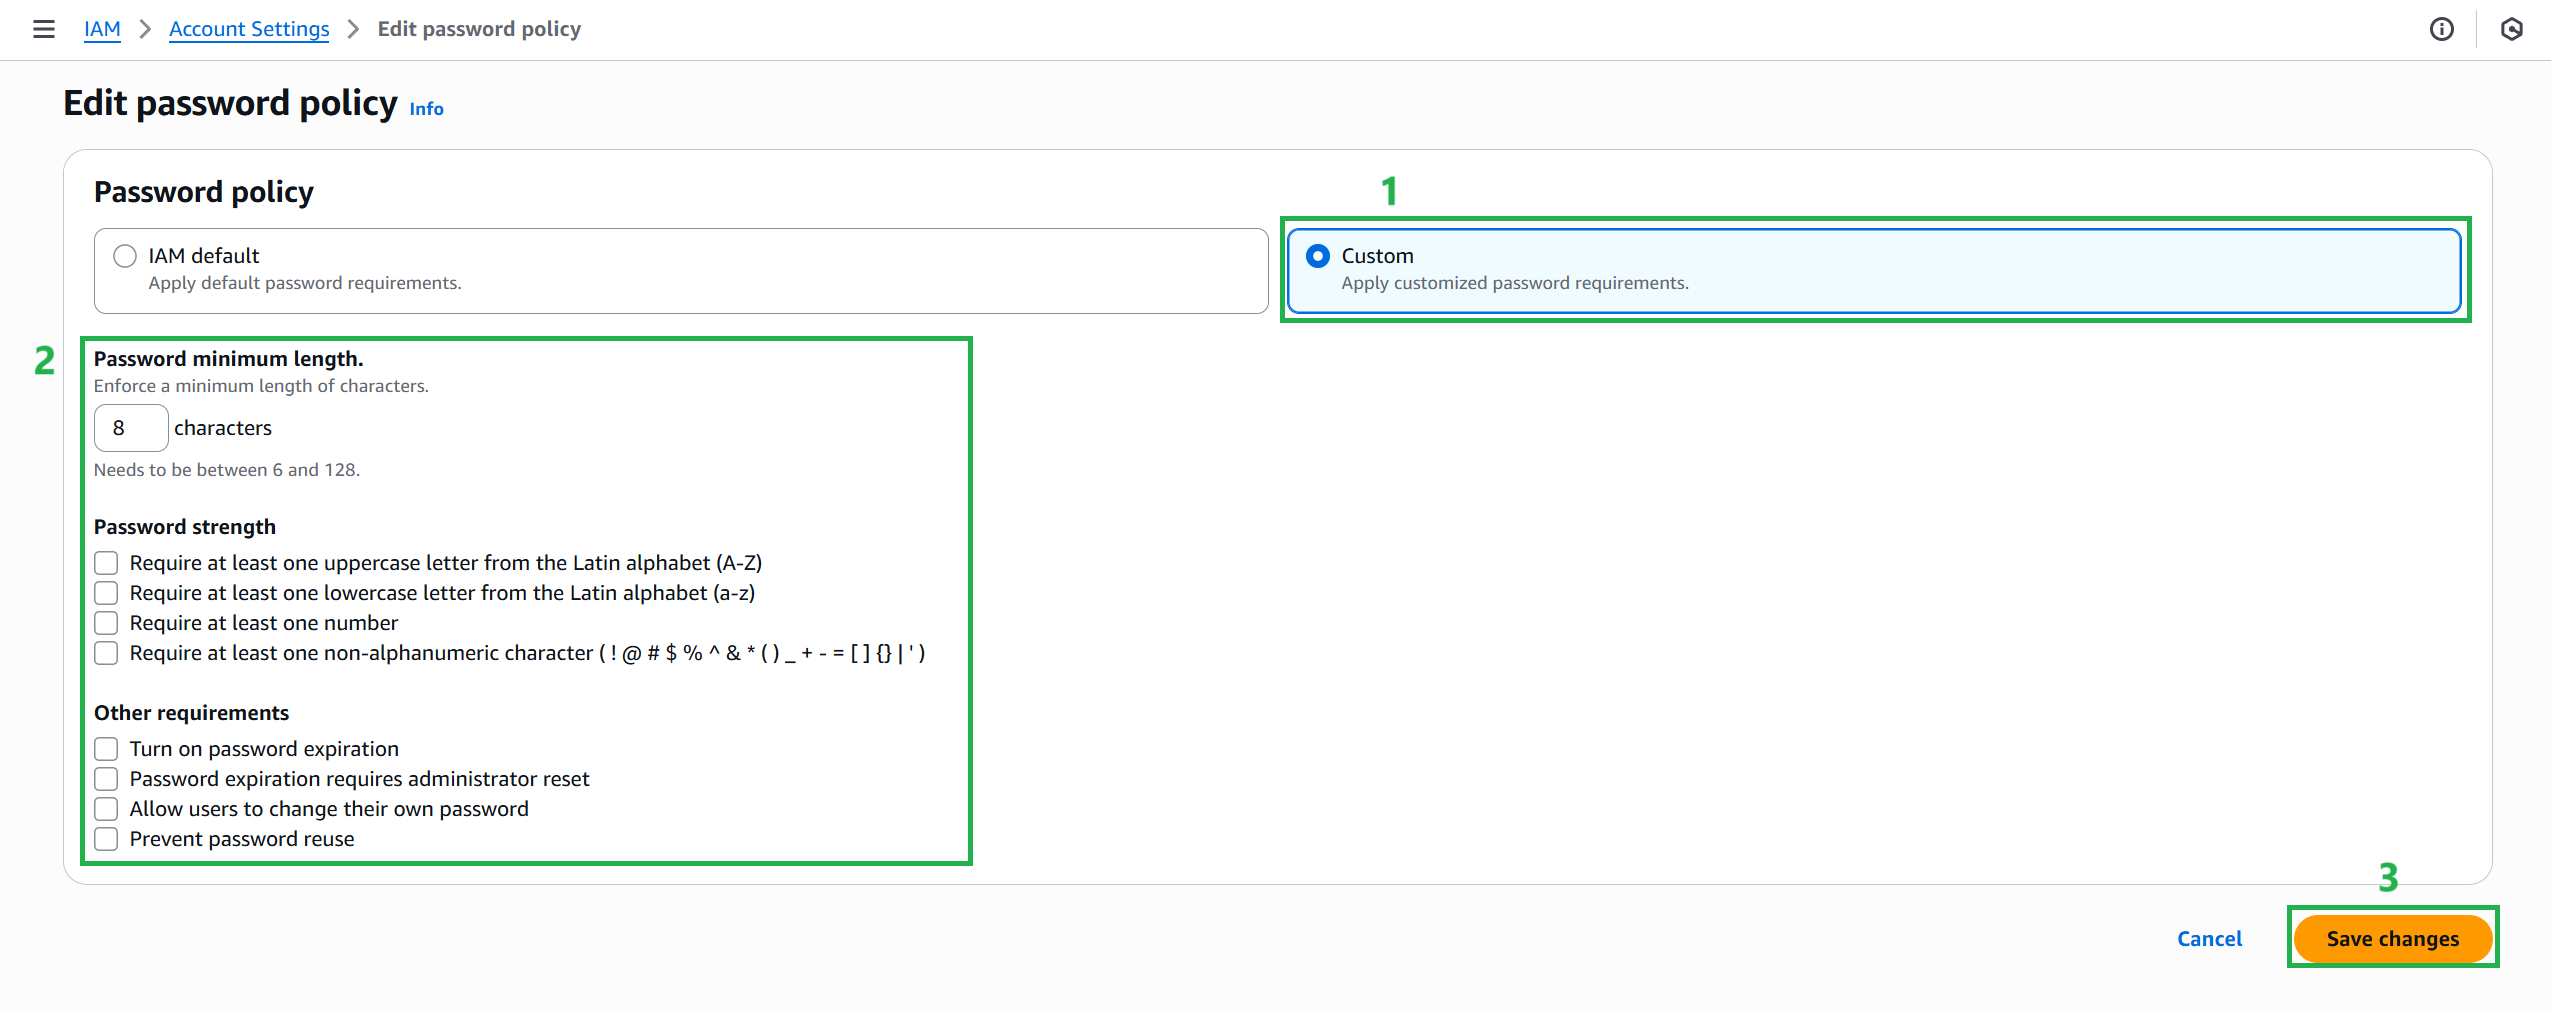 IAM > Account Settings > Edit password policy
Edit password policy Info
Password policy
1
IAM default
Apply default password requirements.
Custom
Apply customized password requirements.
2
Password minimum length.
Enforce a minimum length of characters.
8 characters
Needs to be between 6 and 128.
Password strength
Require at least one uppercase letter from the Latin alphabet (A-Z)
Require at least one lowercase letter from the Latin alphabet (a-z)
Require at least one number
Require at least one non-alphanumeric character ( ! @ # $ % ^ & * ( ) _ + - = [ ] {} | ' )
Other requirements
Turn on password expiration
Password expiration requires administrator reset
Allow users to change their own password
Prevent password reuse
3
Cancel Save changes